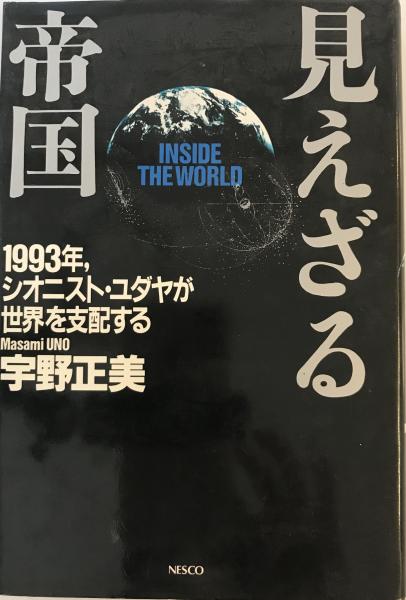 見えざる
帝国
INSIDE
THE WORLD
1993年,
シオニスト・ユダヤが
世界を支配する
Masami UNO
宇野正美
NESCO